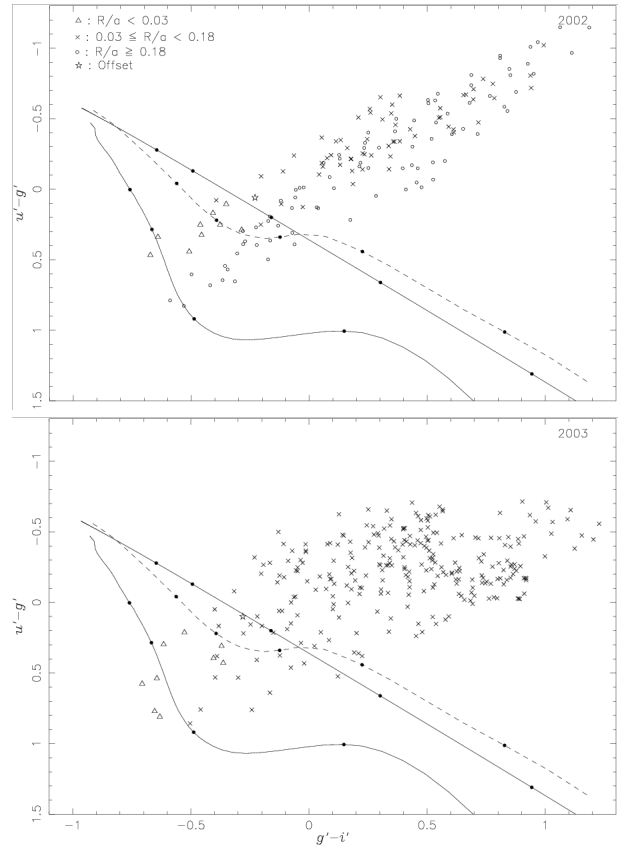 △ : R/a < 0.03
× : 0.03 ≤ R/a < 0.18
○ : R/a ≥ 0.18
☆ : Offset
2002
−1
−0.5
0
0.5
1
1.5
u′−g′
2003
−1
−0.5
0
0.5
1
1.5
u′−g′
−1 −0.5 0 0.5 1
g′−i′